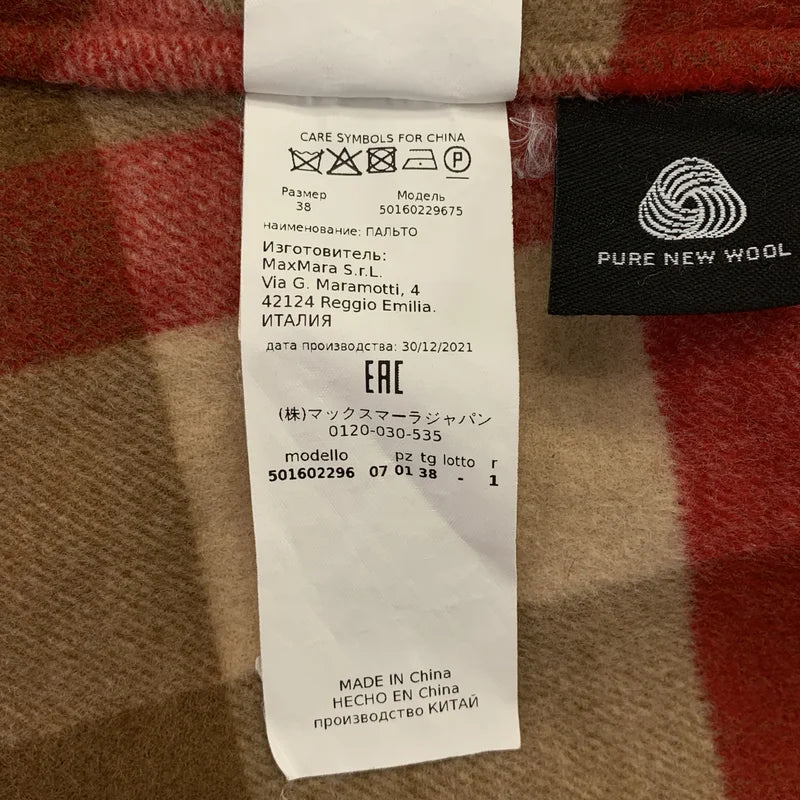 CARE SYMBOLS FOR CHINA
P
Размер Модель
38 50160229675
наименование: ПАЛЬТО
Изготовитель:
MaxMara S.r.L.
Via G. Maramotti, 4
42124 Reggio Emilia.
ИТАЛИЯ
дата производства: 30/12/2021
EAC
(株)マックスマーラジャパン
0120-030-535
modello pz tg lotto r
501602296 07 01 38 - 1
MADE IN China
HECHO EN China
производство КИТАЙ
PURE NEW WOOL